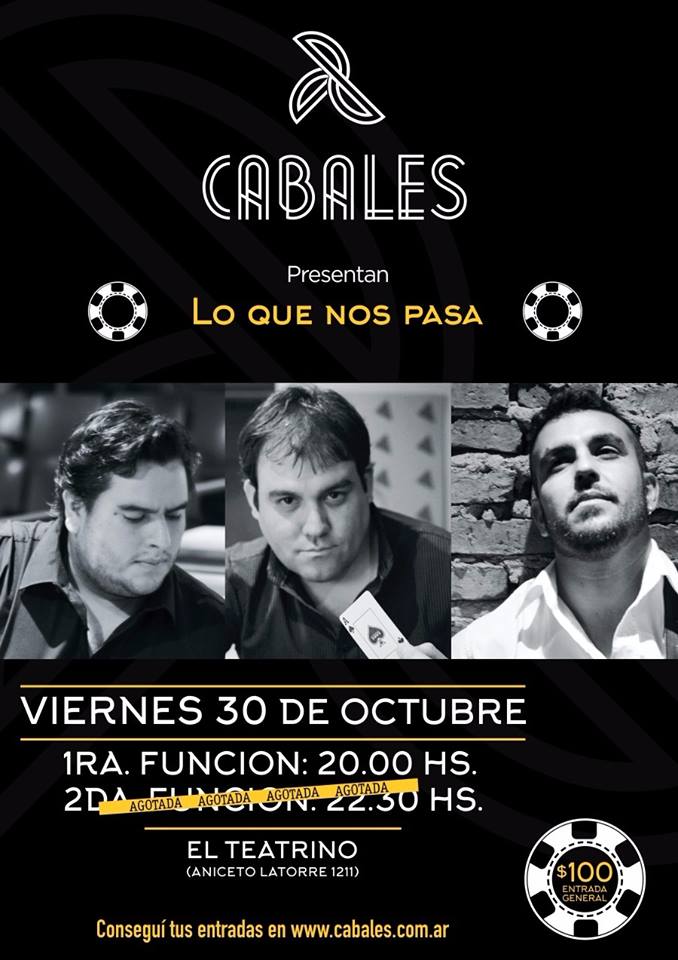 CABALES
Presentan
LO QUE NOS PASA
A
VIERNES 30 DE OCTUBRE
1RA. FUNCION: 20.00 HS.
2DA. FUNCION: 22.30 HS.
AGOTADA AGOTADA AGOTADA AGOTADA
EL TEATRINO
(ANICETO LATORRE 1211)
$100
ENTRADA
GENERAL
Conseguí tus entradas en www.cabales.com.ar